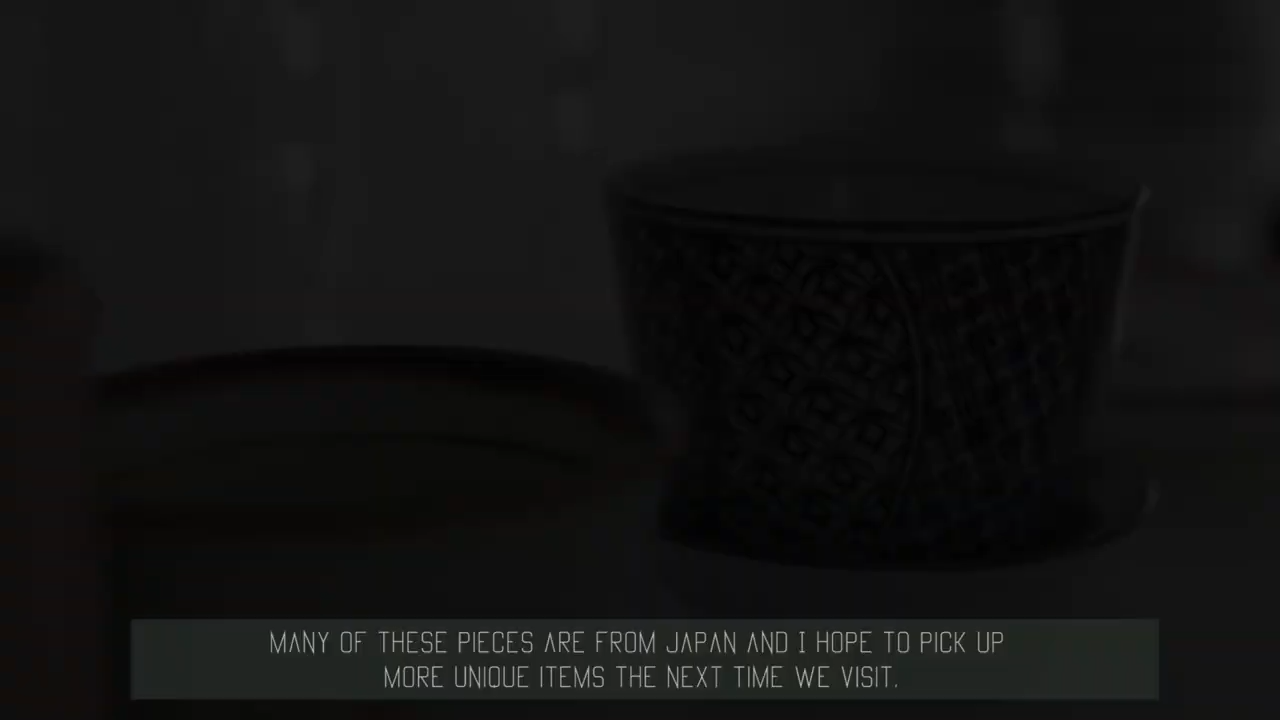 MANY OF THESE PIECES ARE FROM JAPAN AND I HOPE TO PICK UP
MORE UNIQUE ITEMS THE NEXT TIME WE VISIT.